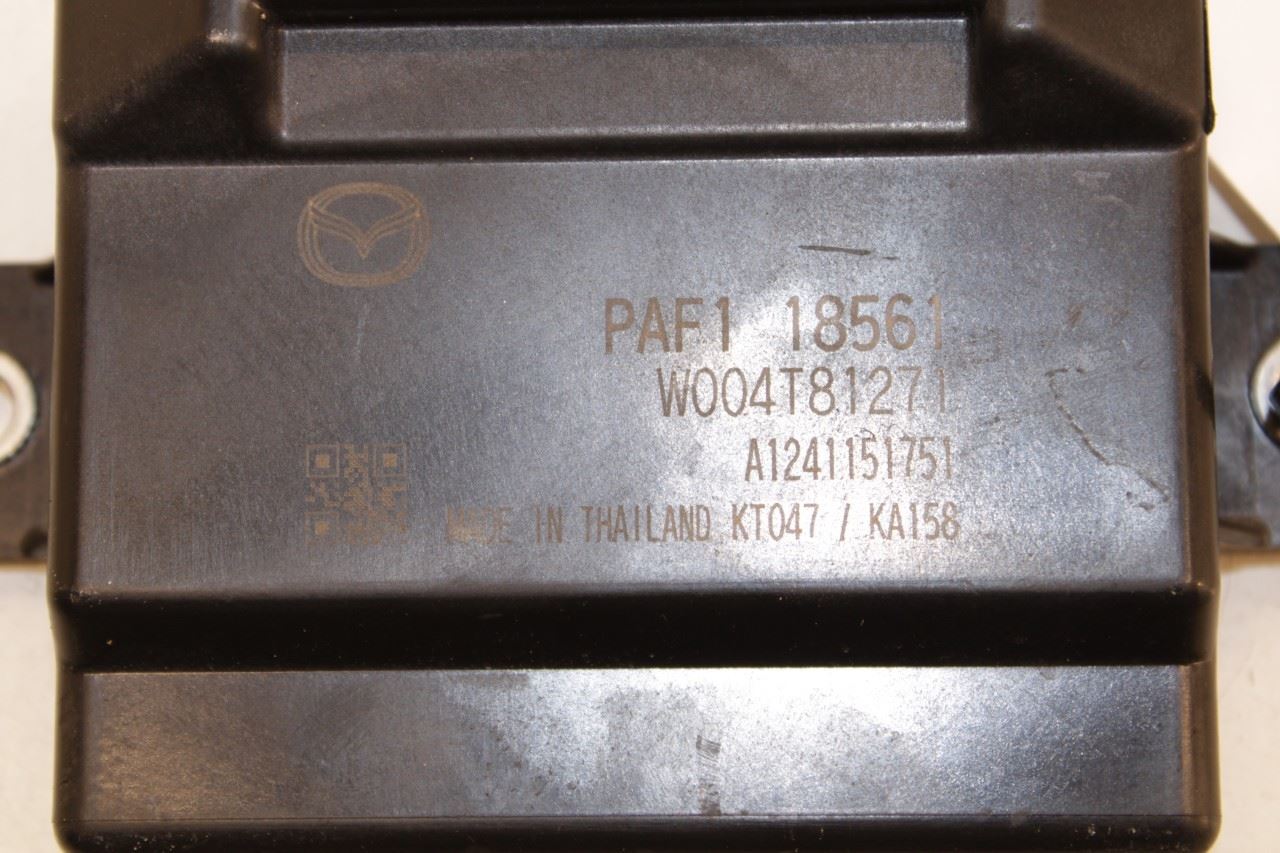 PAF1 18561
W004T81271
A1241151751
MADE IN THAILAND KT047 / KA158